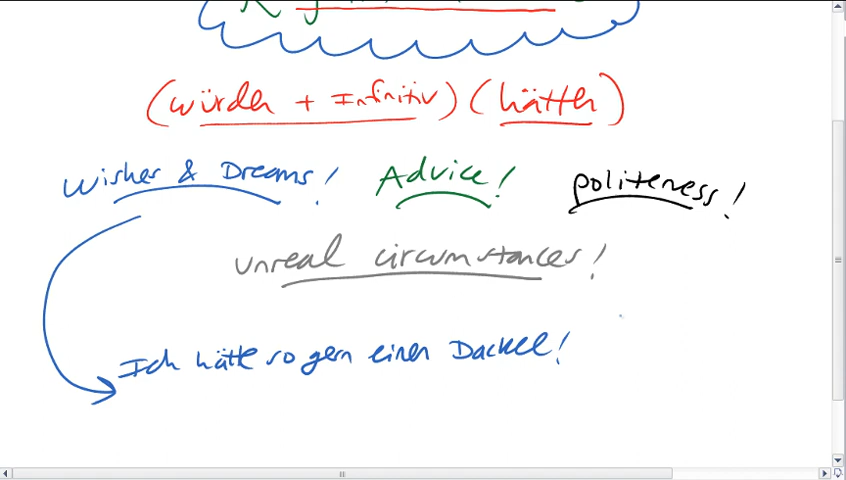 (würden + Infinitiv) (hätten)
Wishes & Dreams! Advice! politeness!
unreal circumstances!
Ich hätte so gern einen Dackel!